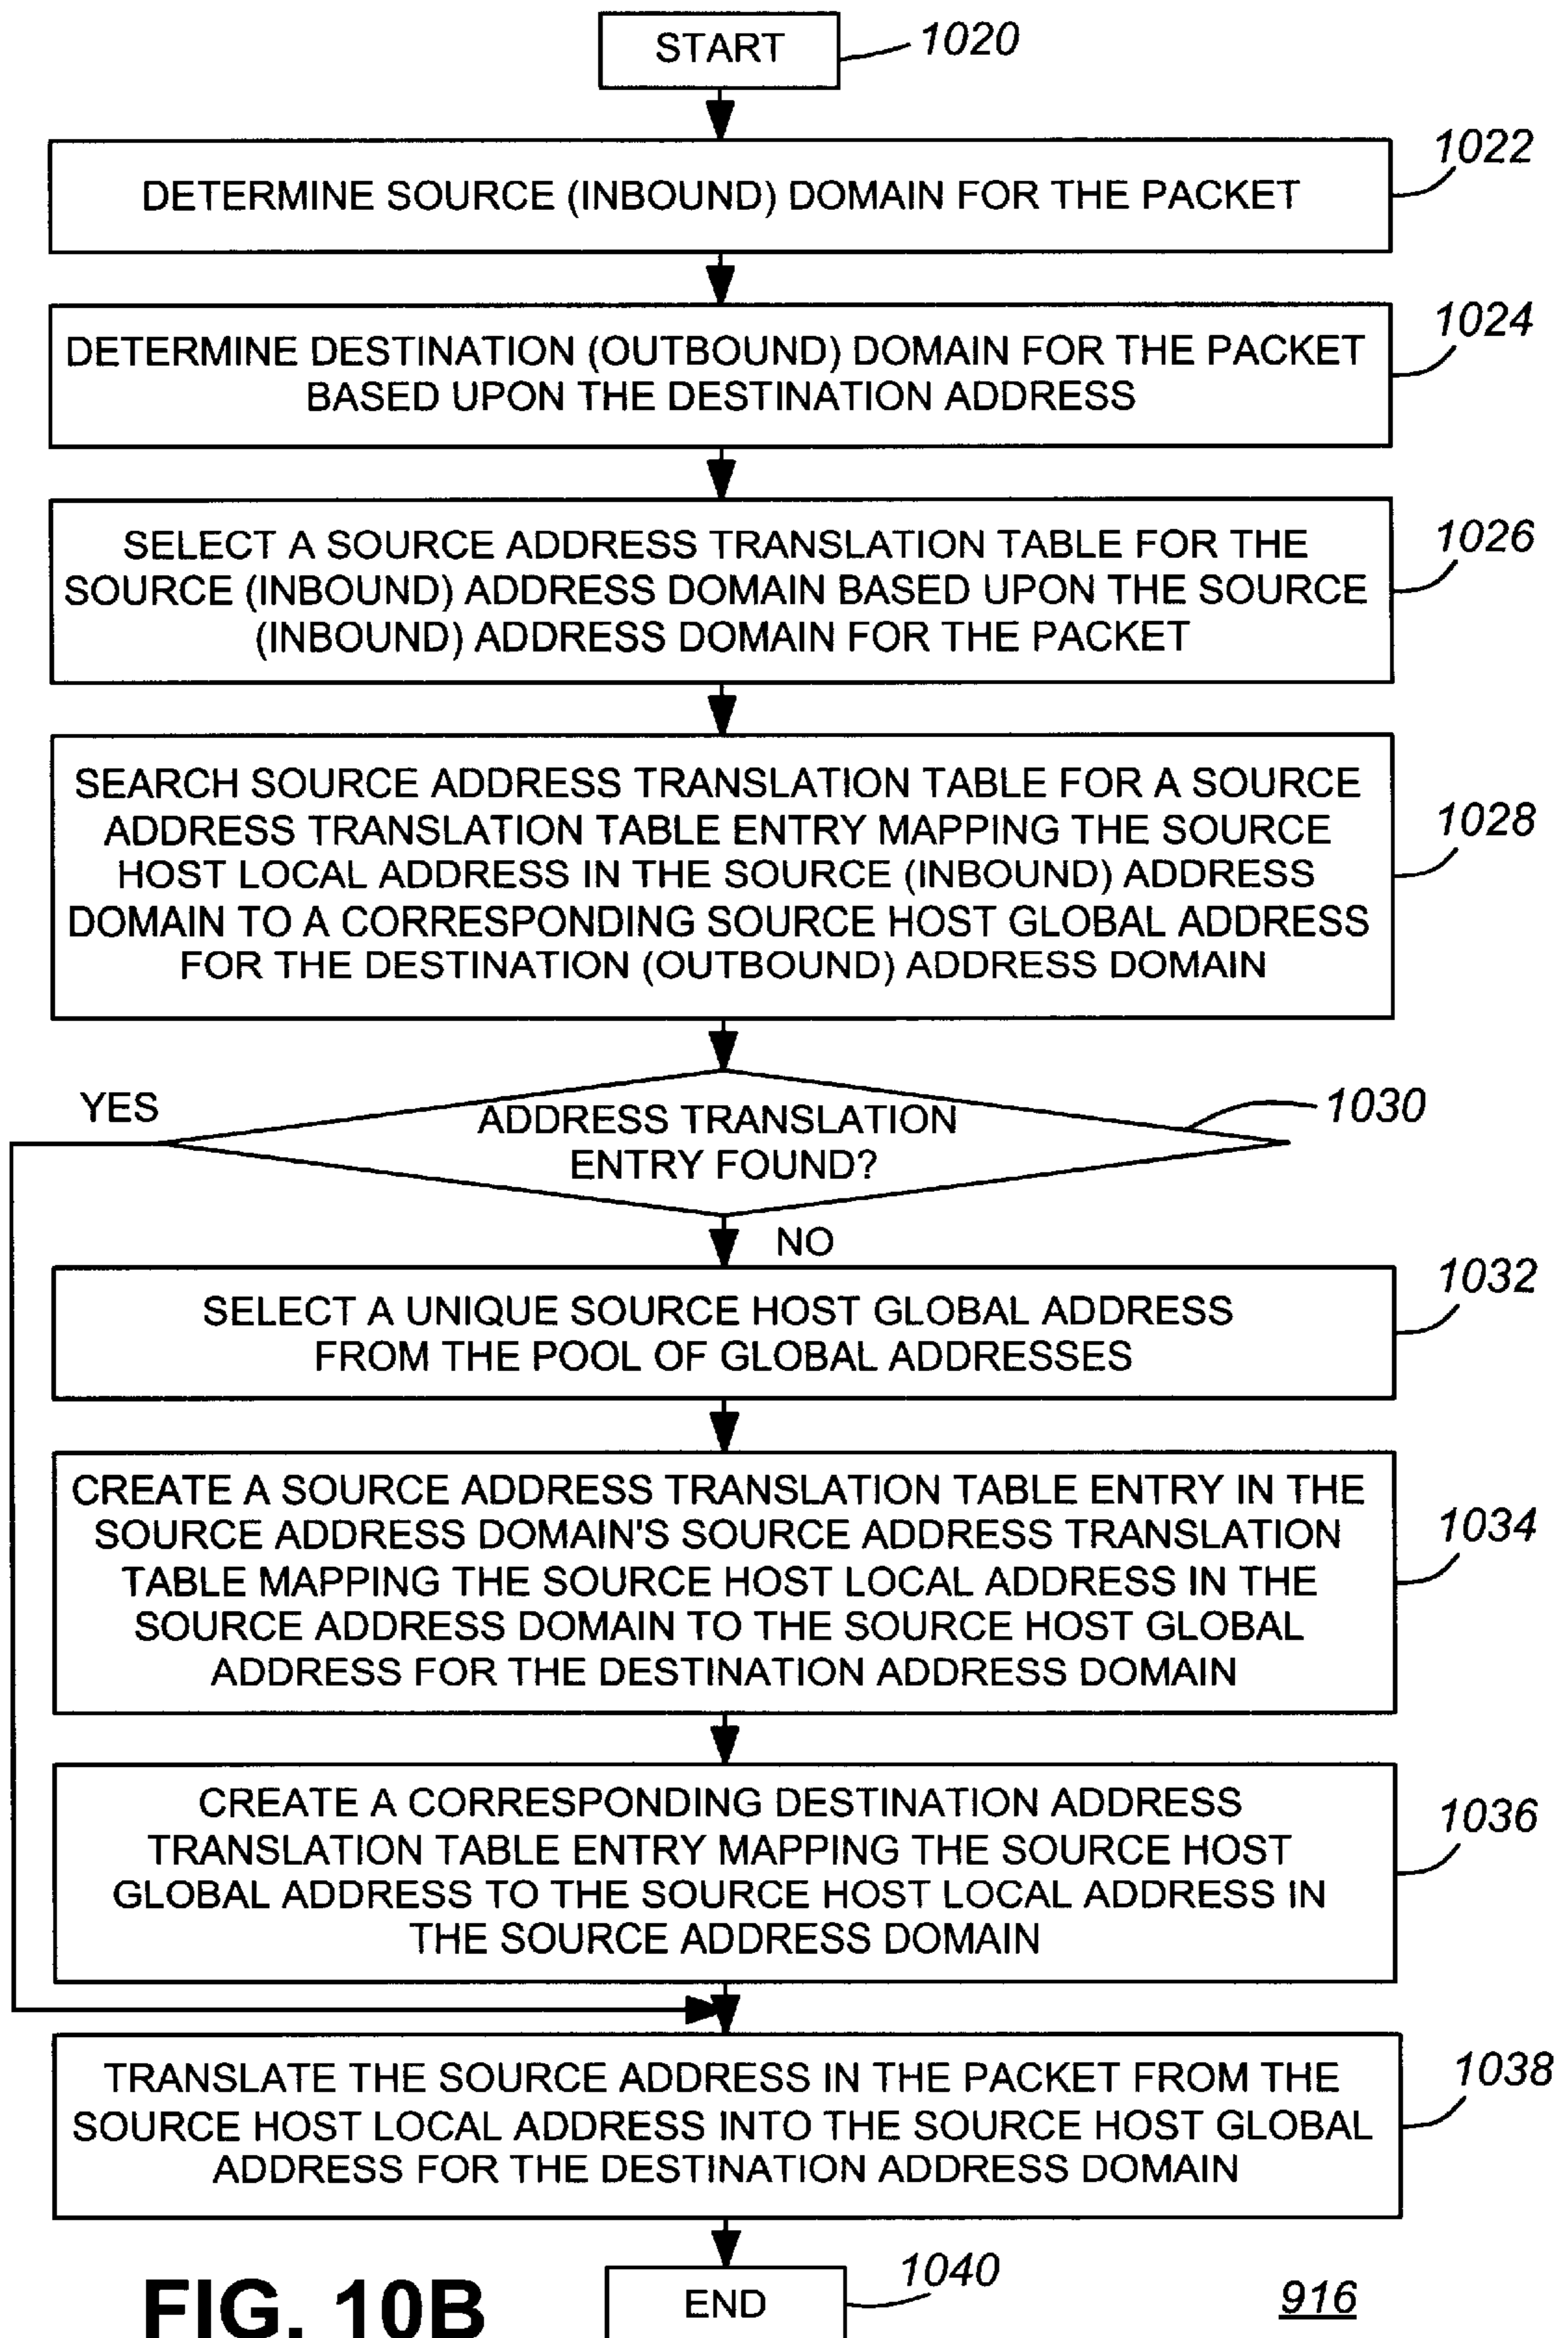 START
1020
1022
DETERMINE SOURCE (INBOUND) DOMAIN FOR THE PACKET
1024
DETERMINE DESTINATION (OUTBOUND) DOMAIN FOR THE PACKET
BASED UPON THE DESTINATION ADDRESS
1026
SELECT A SOURCE ADDRESS TRANSLATION TABLE FOR THE
SOURCE (INBOUND) ADDRESS DOMAIN BASED UPON THE SOURCE
(INBOUND) ADDRESS DOMAIN FOR THE PACKET
1028
SEARCH SOURCE ADDRESS TRANSLATION TABLE FOR A SOURCE
ADDRESS TRANSLATION TABLE ENTRY MAPPING THE SOURCE
HOST LOCAL ADDRESS IN THE SOURCE (INBOUND) ADDRESS
DOMAIN TO A CORRESPONDING SOURCE HOST GLOBAL ADDRESS
FOR THE DESTINATION (OUTBOUND) ADDRESS DOMAIN
YES
1030
ADDRESS TRANSLATION
ENTRY FOUND?
NO
1032
SELECT A UNIQUE SOURCE HOST GLOBAL ADDRESS
FROM THE POOL OF GLOBAL ADDRESSES
1034
CREATE A SOURCE ADDRESS TRANSLATION TABLE ENTRY IN THE
SOURCE ADDRESS DOMAIN'S SOURCE ADDRESS TRANSLATION
TABLE MAPPING THE SOURCE HOST LOCAL ADDRESS IN THE
SOURCE ADDRESS DOMAIN TO THE SOURCE HOST GLOBAL
ADDRESS FOR THE DESTINATION ADDRESS DOMAIN
1036
CREATE A CORRESPONDING DESTINATION ADDRESS
TRANSLATION TABLE ENTRY MAPPING THE SOURCE HOST
GLOBAL ADDRESS TO THE SOURCE HOST LOCAL ADDRESS IN
THE SOURCE ADDRESS DOMAIN
1038
TRANSLATE THE SOURCE ADDRESS IN THE PACKET FROM THE
SOURCE HOST LOCAL ADDRESS INTO THE SOURCE HOST GLOBAL
ADDRESS FOR THE DESTINATION ADDRESS DOMAIN
1040
END
FIG. 10B
916